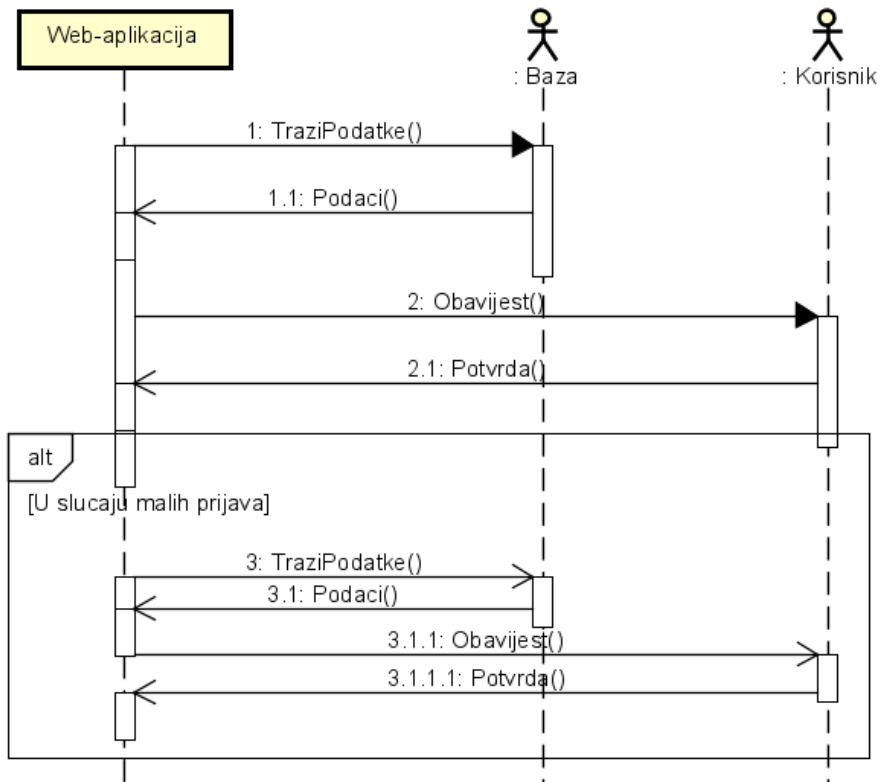 Web-aplikacija
: Baza
: Korisnik
1: TraziPodatke()
1.1: Podaci()
2: Obavijest()
2.1: Potvrda()
alt
[U slucaju malih prijava]
3: TraziPodatke()
3.1: Podaci()
3.1.1: Obavijest()
3.1.1.1: Potvrda()